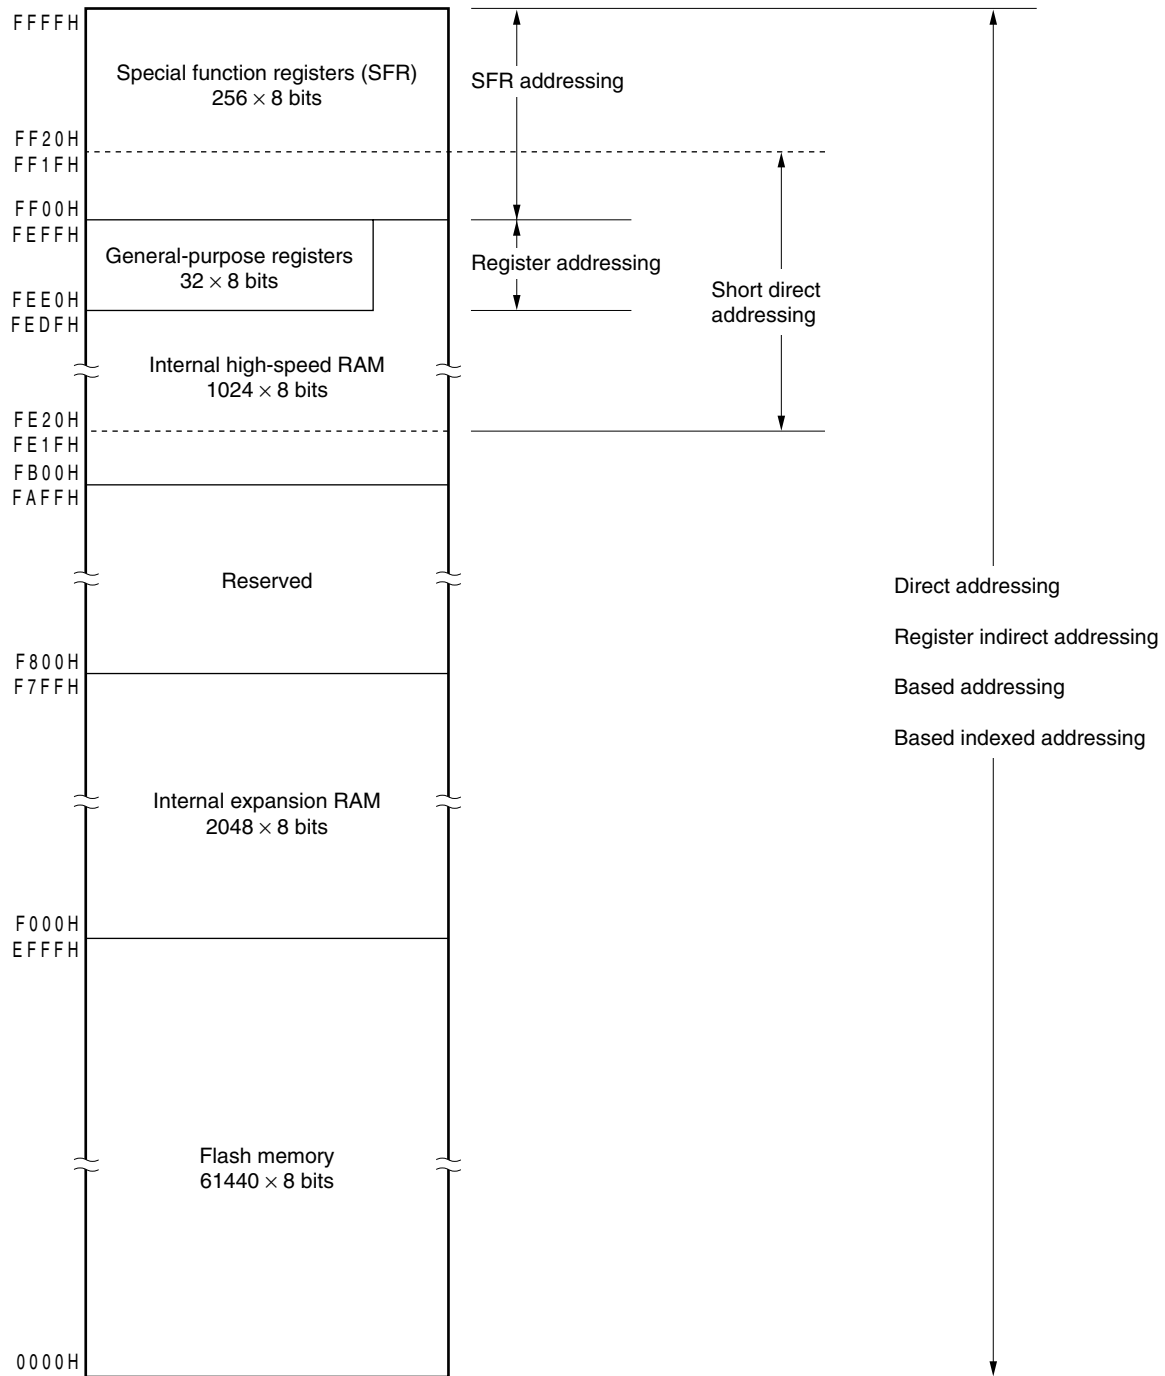 FFFFH
Special function registers (SFR)
256 × 8 bits
SFR addressing
FF20H
FF1FH
FF00H
FEFFH
General-purpose registers
32 × 8 bits
Register addressing
Short direct
addressing
FEE0H
FEDFH
Internal high-speed RAM
1024 × 8 bits
FE20H
FE1FH
FB00H
FAFFH
Reserved
Direct addressing
Register indirect addressing
Based addressing
Based indexed addressing
F800H
F7FFH
Internal expansion RAM
2048 × 8 bits
F000H
EFFFH
Flash memory
61440 × 8 bits
0000H